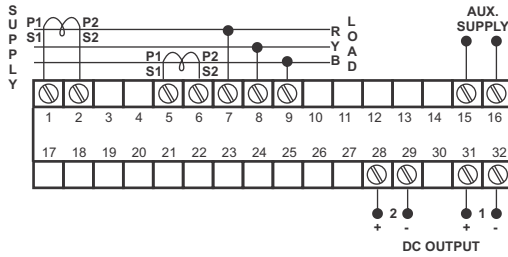 SUPPLY
P1 P2
S1 S2
P1 P2
S1 S2
R
Y
B
LOAD
AUX.
SUPPLY
1 2 3 4 5 6 7 8 9 10 11 12 13 14 15 16
17 18 19 20 21 22 23 24 25 26 27 28 29 30 31 32
2 1
+ - + -
DC OUTPUT